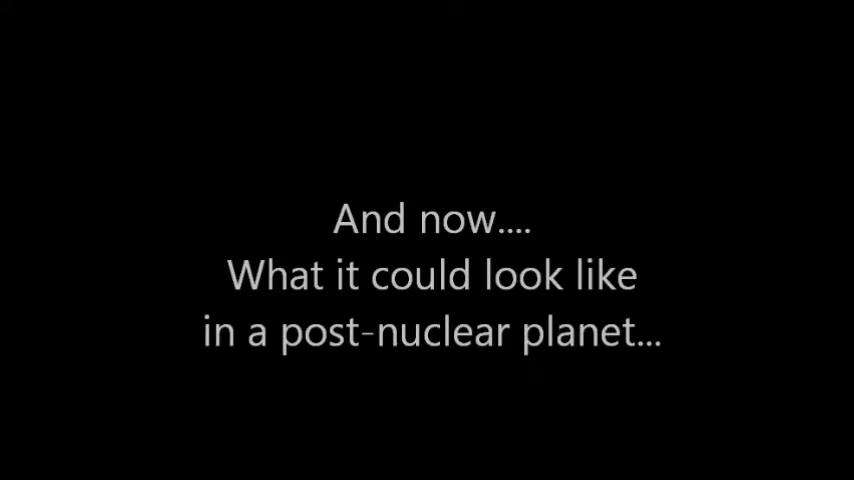 And now....
What it could look like
in a post-nuclear planet...